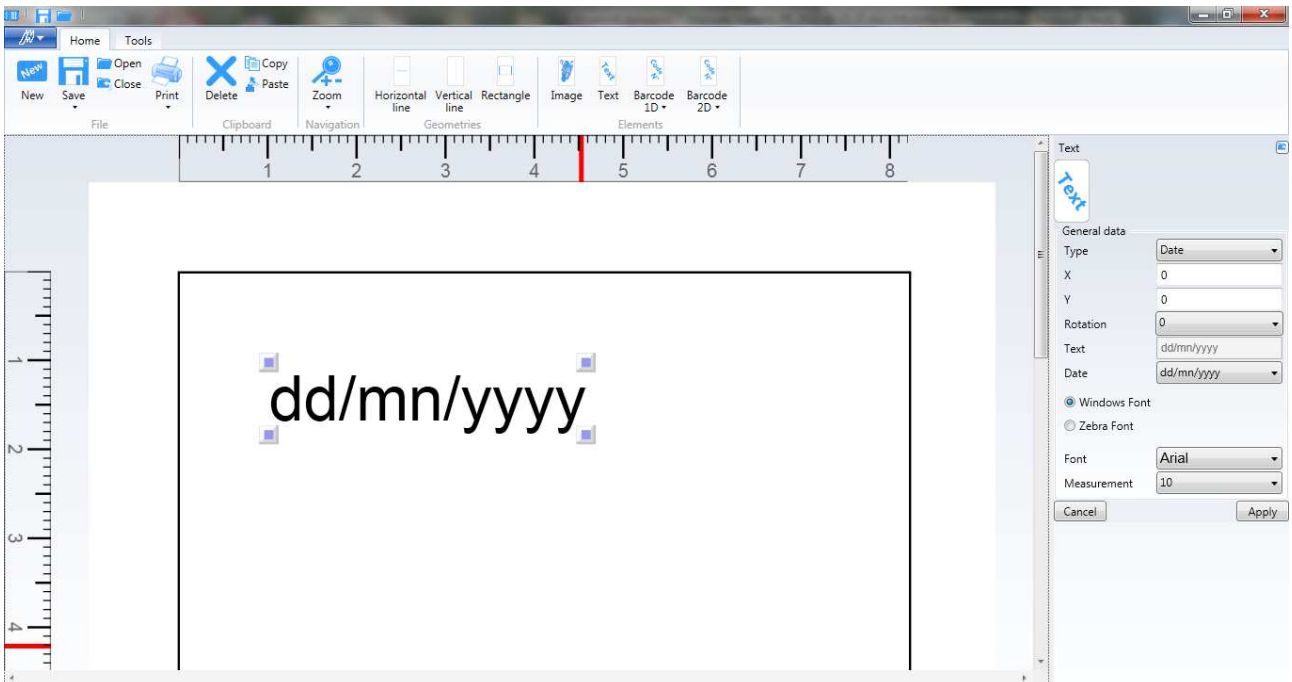 Home Tools
New Save Open Close Print Delete Copy Paste Zoom Horizontal line Vertical line Rectangle Image Text Barcode 1D Barcode 2D
File Clipboard Navigation Geometries Elements
1 2 3 4 5 6 7 8
1
2
3
4
dd/mn/yyyy
Text
Text
General data
Type Date
X 0
Y 0
Rotation 0
Text dd/mn/yyyy
Date dd/mn/yyyy
Windows Font
Zebra Font
Font Arial
Measurement 10
Cancel Apply